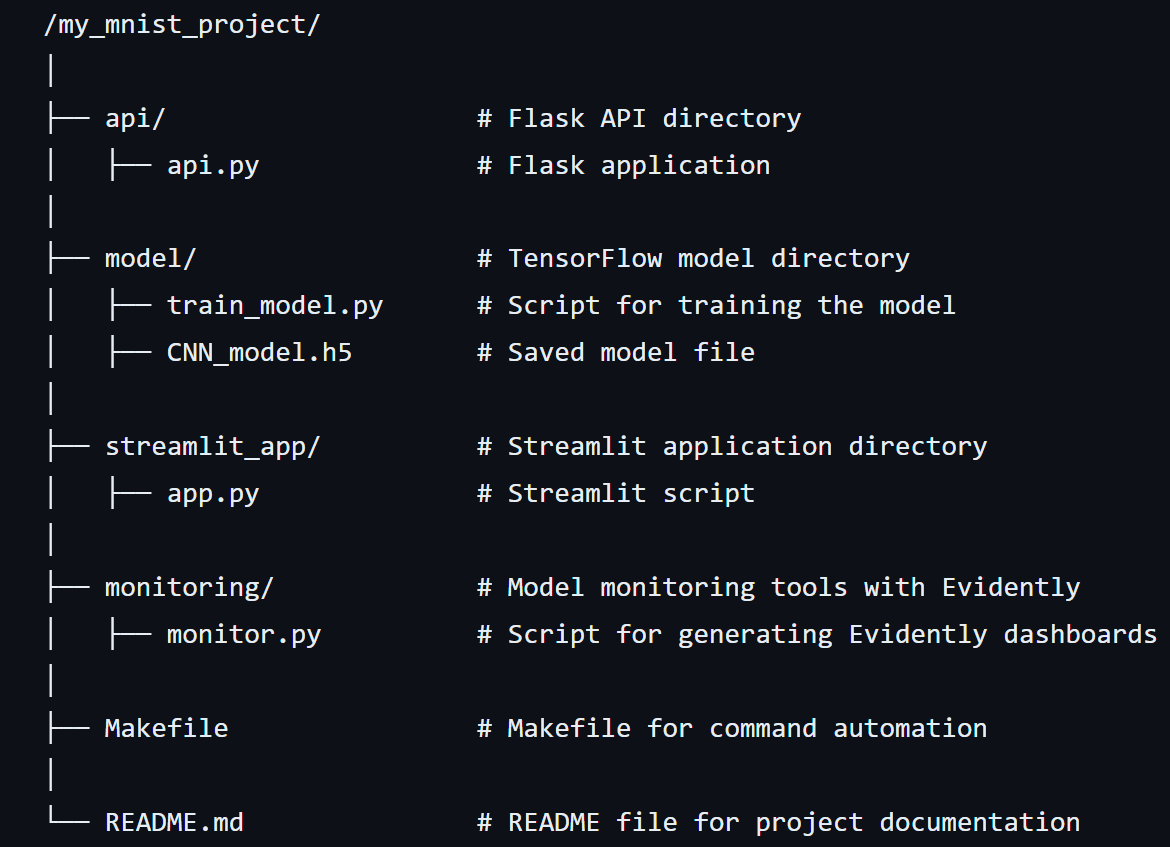 /my_mnist_project/
│
├── api/                        # Flask API directory
│   ├── api.py              # Flask application
│
├── model/                  # TensorFlow model directory
│   ├── train_model.py      # Script for training the model
│   ├── CNN_model.h5        # Saved model file
│
├── streamlit_app/          # Streamlit application directory
│   ├── app.py              # Streamlit script
│
├── monitoring/             # Model monitoring tools with Evidently
│   ├── monitor.py          # Script for generating Evidently dashboards
│
├── Makefile                # Makefile for command automation
│
└── README.md               # README file for project documentation